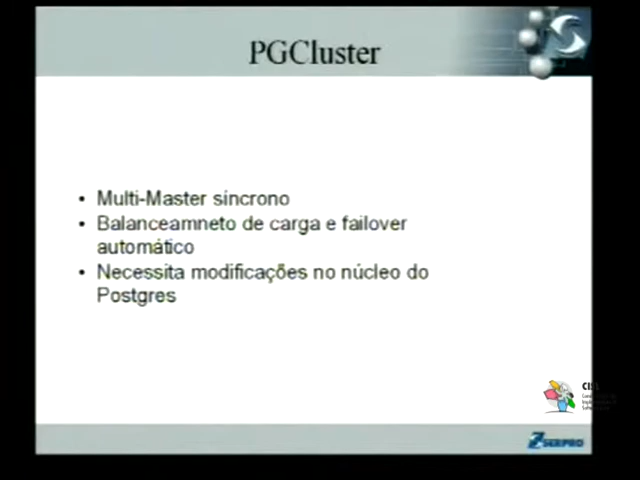 PGCluster
• Multi-Master síncrono
• Balanceamneto de carga e failover
automático
• Necessita modificações no núcleo do
Postgres
SERPRO